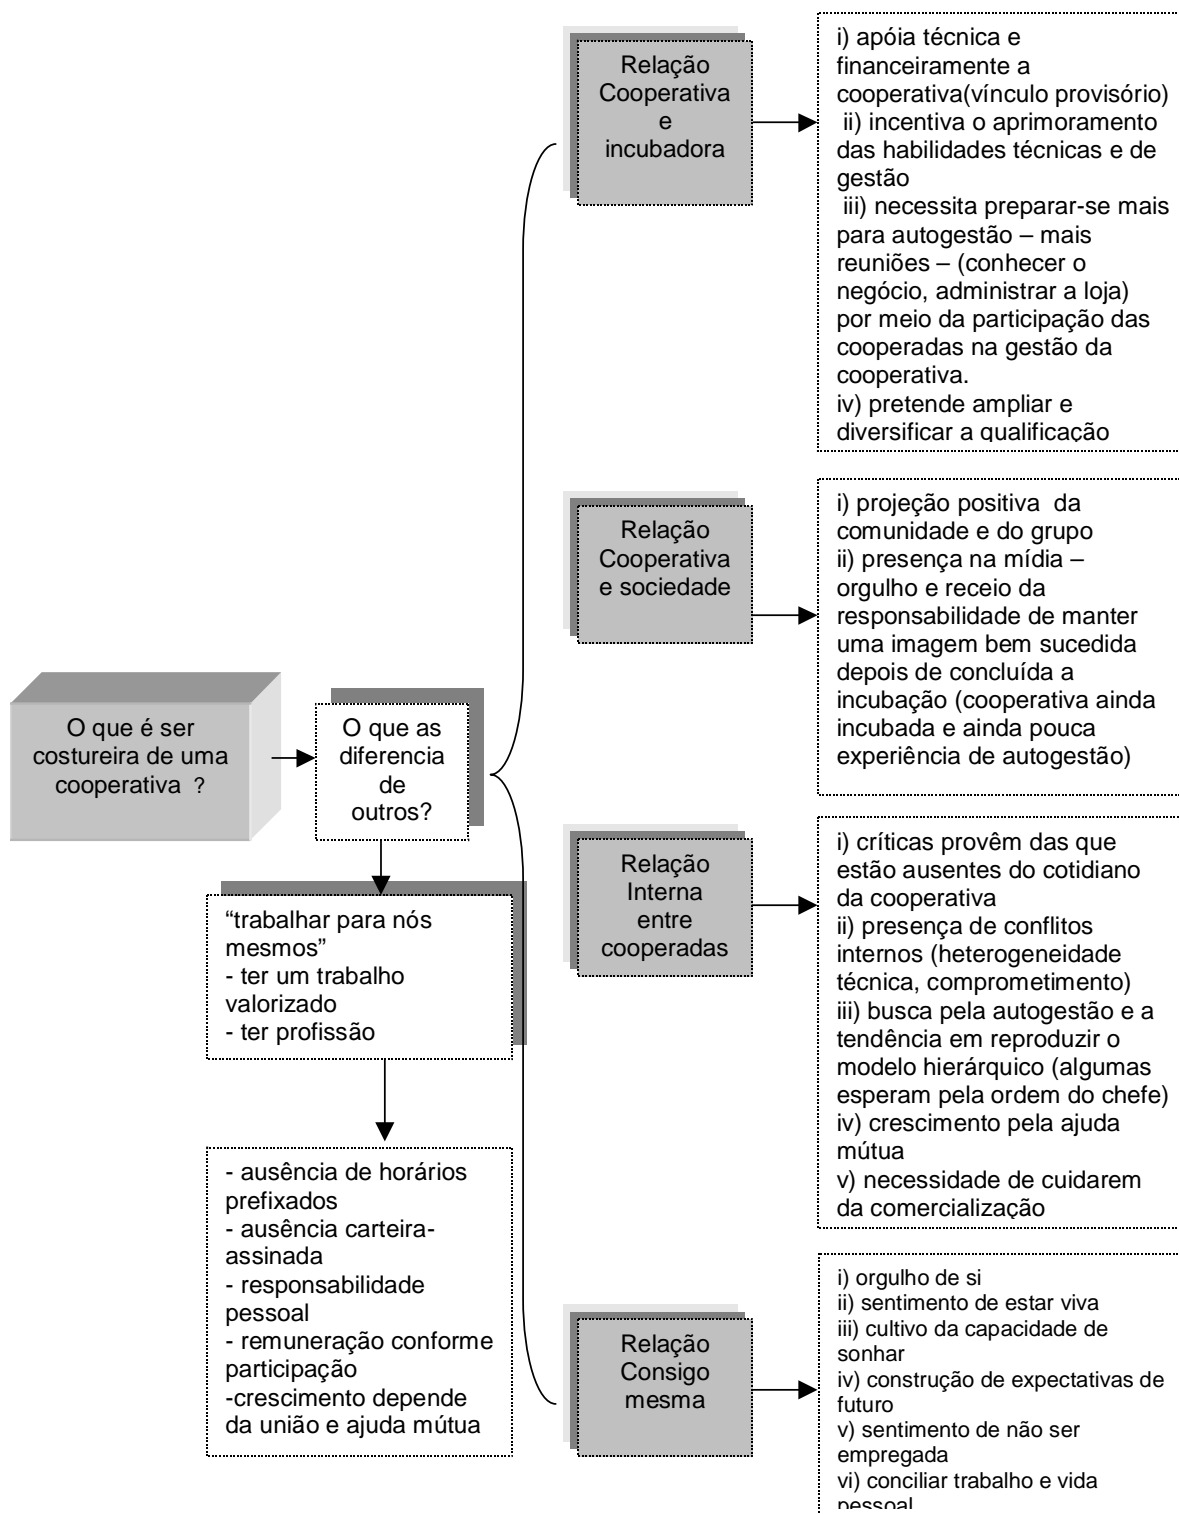 O que é ser
costureira de uma
cooperativa ?
O que as
diferencia
de
outros?
“trabalhar para nós
mesmos”
- ter um trabalho
valorizado
- ter profissão
- ausência de horários
prefixados
- ausência carteira-
assinada
- responsabilidade
pessoal
- remuneração conforme
participação
-crescimento depende
da união e ajuda mútua
Relação
Cooperativa
e
incubadora
i) apóia técnica e
financeiramente a
cooperativa(vínculo provisório)
ii) incentiva o aprimoramento
das habilidades técnicas e de
gestão
iii) necessita preparar-se mais
para autogestão – mais
reuniões – (conhecer o
negócio, administrar a loja)
por meio da participação das
cooperadas na gestão da
cooperativa.
iv) pretende ampliar e
diversificar a qualificação
Relação
Cooperativa
e sociedade
i) projeção positiva da
comunidade e do grupo
ii) presença na mídia –
orgulho e receio da
responsabilidade de manter
uma imagem bem sucedida
depois de concluída a
incubação (cooperativa ainda
incubada e ainda pouca
experiência de autogestão)
Relação
Interna
entre
cooperadas
i) críticas provêm das que
estão ausentes do cotidiano
da cooperativa
ii) presença de conflitos
internos (heterogeneidade
técnica, comprometimento)
iii) busca pela autogestão e a
tendência em reproduzir o
modelo hierárquico (algumas
esperam pela ordem do chefe)
iv) crescimento pela ajuda
mútua
v) necessidade de cuidarem
da comercialização
Relação
Consigo
mesma
i) orgulho de si
ii) sentimento de estar viva
iii) cultivo da capacidade de
sonhar
iv) construção de expectativas de
futuro
v) sentimento de não ser
empregada
vi) conciliar trabalho e vida
pessoal